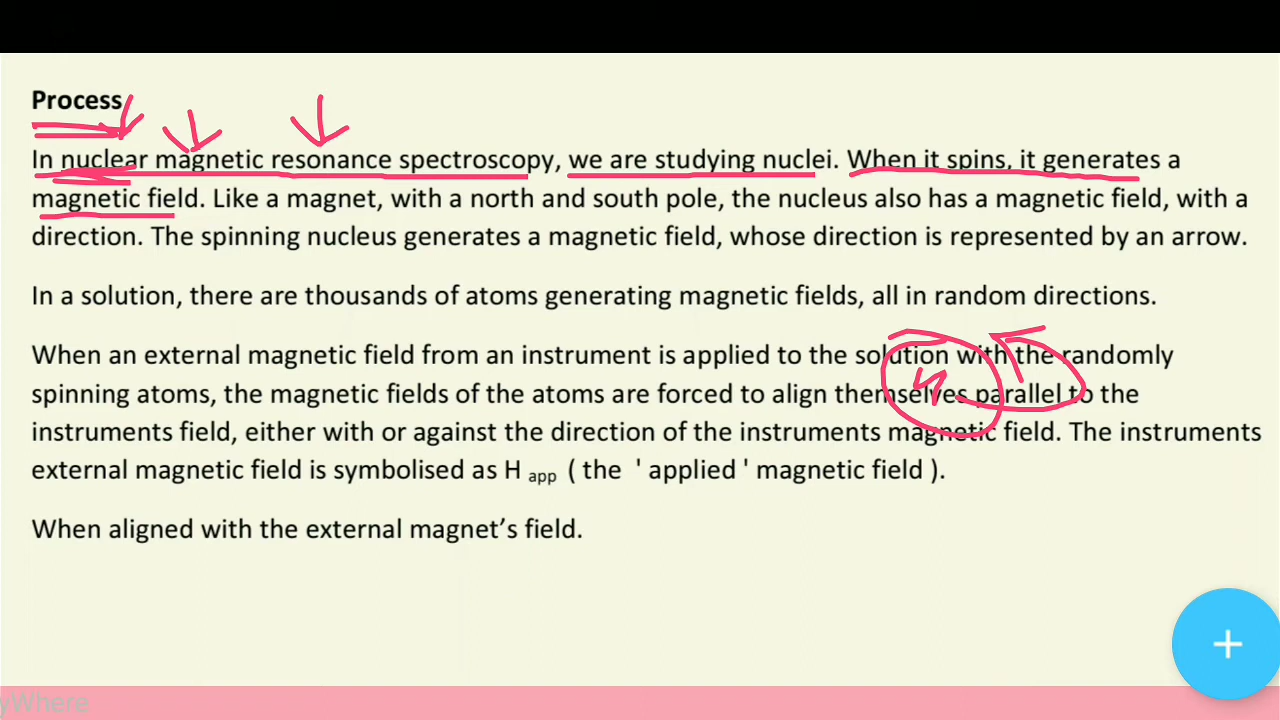 Process
In nuclear magnetic resonance spectroscopy, we are studying nuclei. When it spins, it generates a
magnetic field. Like a magnet, with a north and south pole, the nucleus also has a magnetic field, with a
direction. The spinning nucleus generates a magnetic field, whose direction is represented by an arrow.
In a solution, there are thousands of atoms generating magnetic fields, all in random directions.
When an external magnetic field from an instrument is applied to the solution with the randomly
spinning atoms, the magnetic fields of the atoms are forced to align themselves parallel to the
instruments field, either with or against the direction of the instruments magnetic field. The instruments
external magnetic field is symbolised as H app ( the ' applied ' magnetic field ).
When aligned with the external magnet’s field.
yWhere